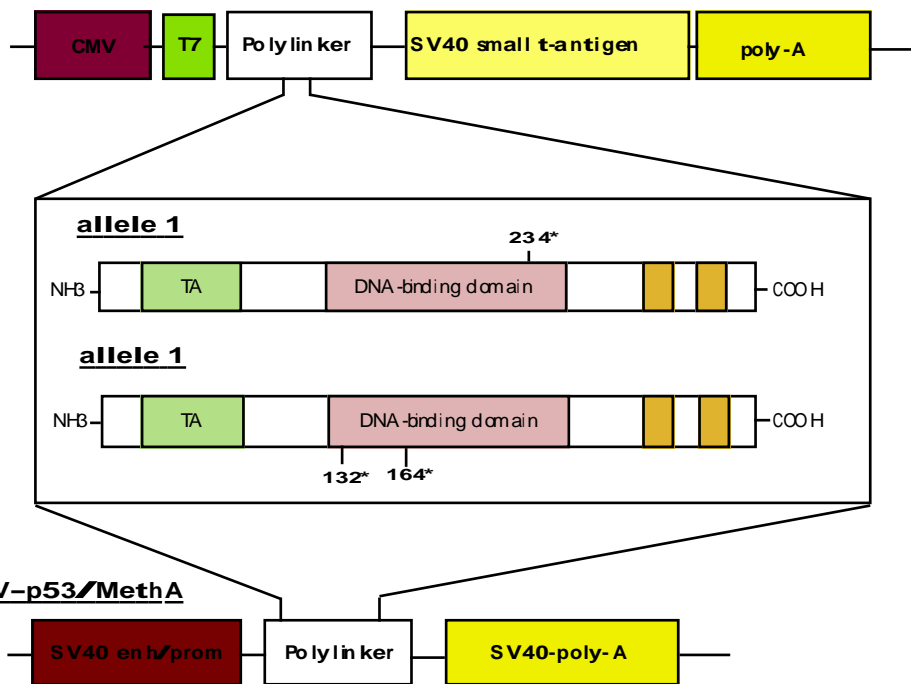 CMV T7 Polylinker SV40 small t-antigen poly-A
allele 1
234*
NH3 TA DNA-binding domain COOH
allele 1
NH3 TA DNA-binding domain COOH
132* 164*
V-p53/MethA
SV40 enh/prom Polylinker SV40-poly-A